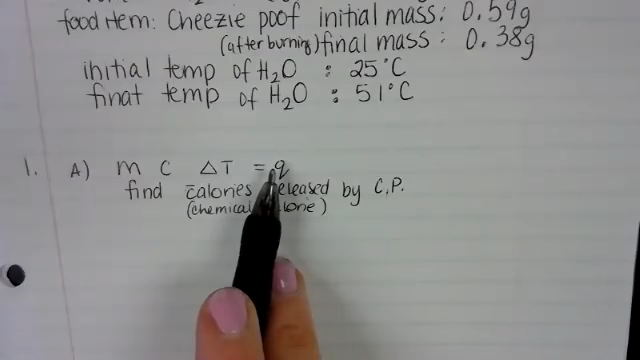 food Item: Cheezie poof initial mass: 0.59g
(after burning) final mass: 0.38g
initial temp of H₂O : 25°C
final temp of H₂O : 51°C
1. A) m C ΔT = q
find calories released by C.P.
(chemical